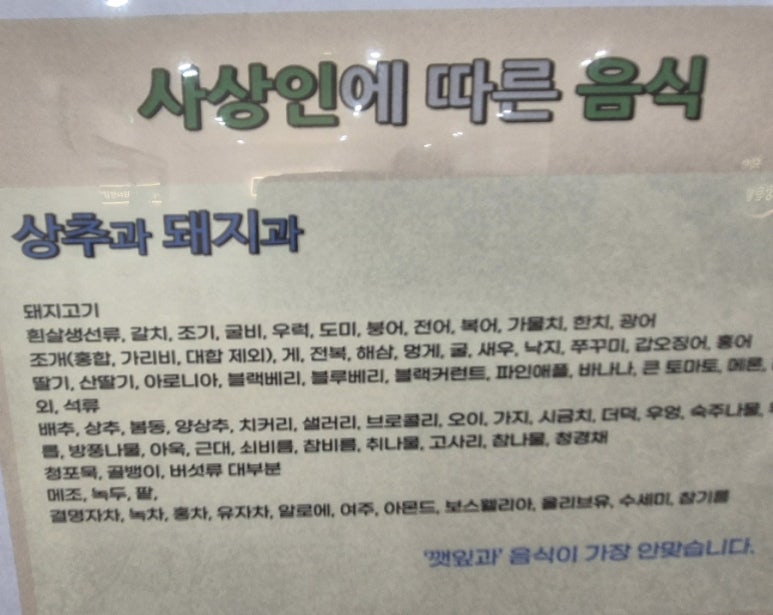 사상인에 따른 음식
상추과 돼지과
돼지고기
흰살생선류, 갈치, 조기, 굴비, 우럭, 도미, 붕어, 전어, 복어, 가물치, 한치, 광어
조개(홍합, 가리비, 대합 제외), 게, 전복, 해삼, 멍게, 굴, 새우, 낙지, 쭈꾸미, 갑오징어, 홍어
딸기, 산딸기, 아로니아, 블랙베리, 블루베리, 블랙커런트, 파인애플, 바나나, 큰 토마토, 메론,
외, 석류
배추, 상추, 봄동, 양상추, 치커리, 샐러리, 브로콜리, 오이, 가지, 시금치, 더덕, 우엉, 숙주나물,
릅, 방풍나물, 아욱, 근대, 쇠비름, 참비름, 취나물, 고사리, 참나물, 청경채
청포묵, 골뱅이, 버섯류 대부분
메조, 녹두, 팥,
결명자차, 녹차, 홍차, 유자차, 알로에, 여주, 아몬드, 보스웰리아, 올리브유, 수세미, 참기름
'깻잎과' 음식이 가장 안맞습니다.